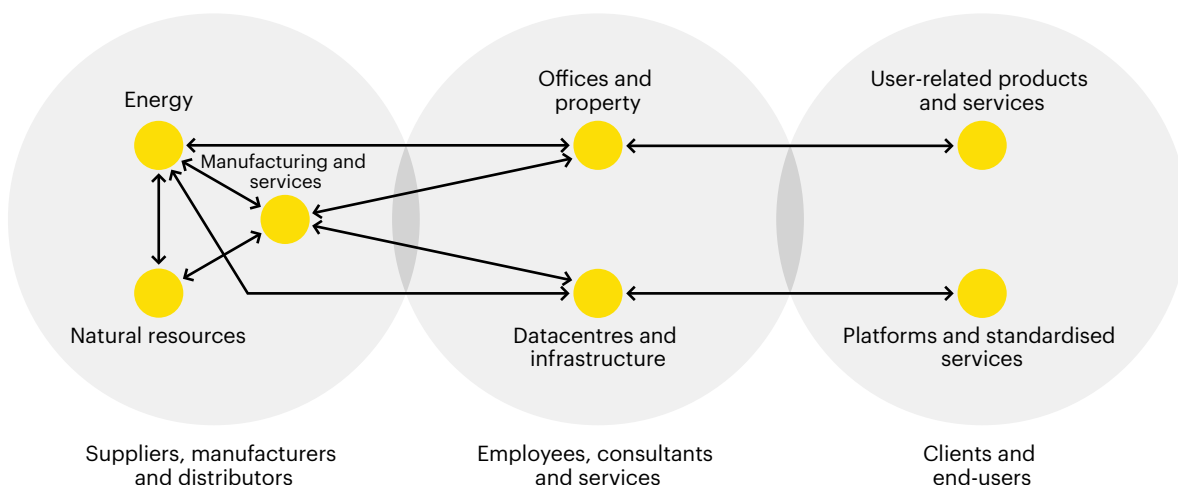 Offices and
property
User-related products
and services
Energy
Manufacturing and
services
Natural resources
Datacentres and
infrastructure
Platforms and standardised
services
Suppliers, manufacturers
and distributors
Employees, consultants
and services
Clients and
end-users